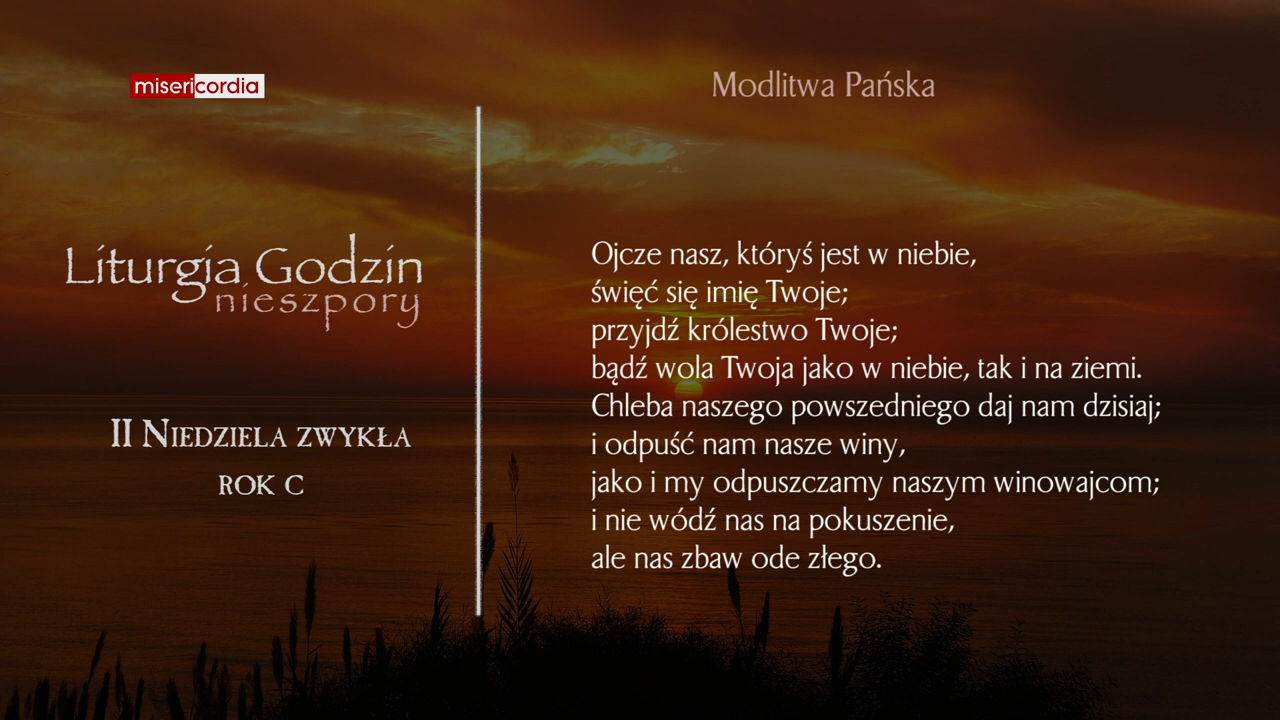 misericordia
Liturgia Godzin
nieszpory
II Niedziela zwykła
rok C
Modlitwa Pańska
Ojcze nasz, któryś jest w niebie,
święć się imię Twoje;
przyjdź królestwo Twoje;
bądź wola Twoja jako w niebie, tak i na ziemi.
Chleba naszego powszedniego daj nam dzisiaj;
i odpuść nam nasze winy,
jako i my odpuszczamy naszym winowajcom;
i nie wódź nas na pokuszenie,
ale nas zbaw ode złego.